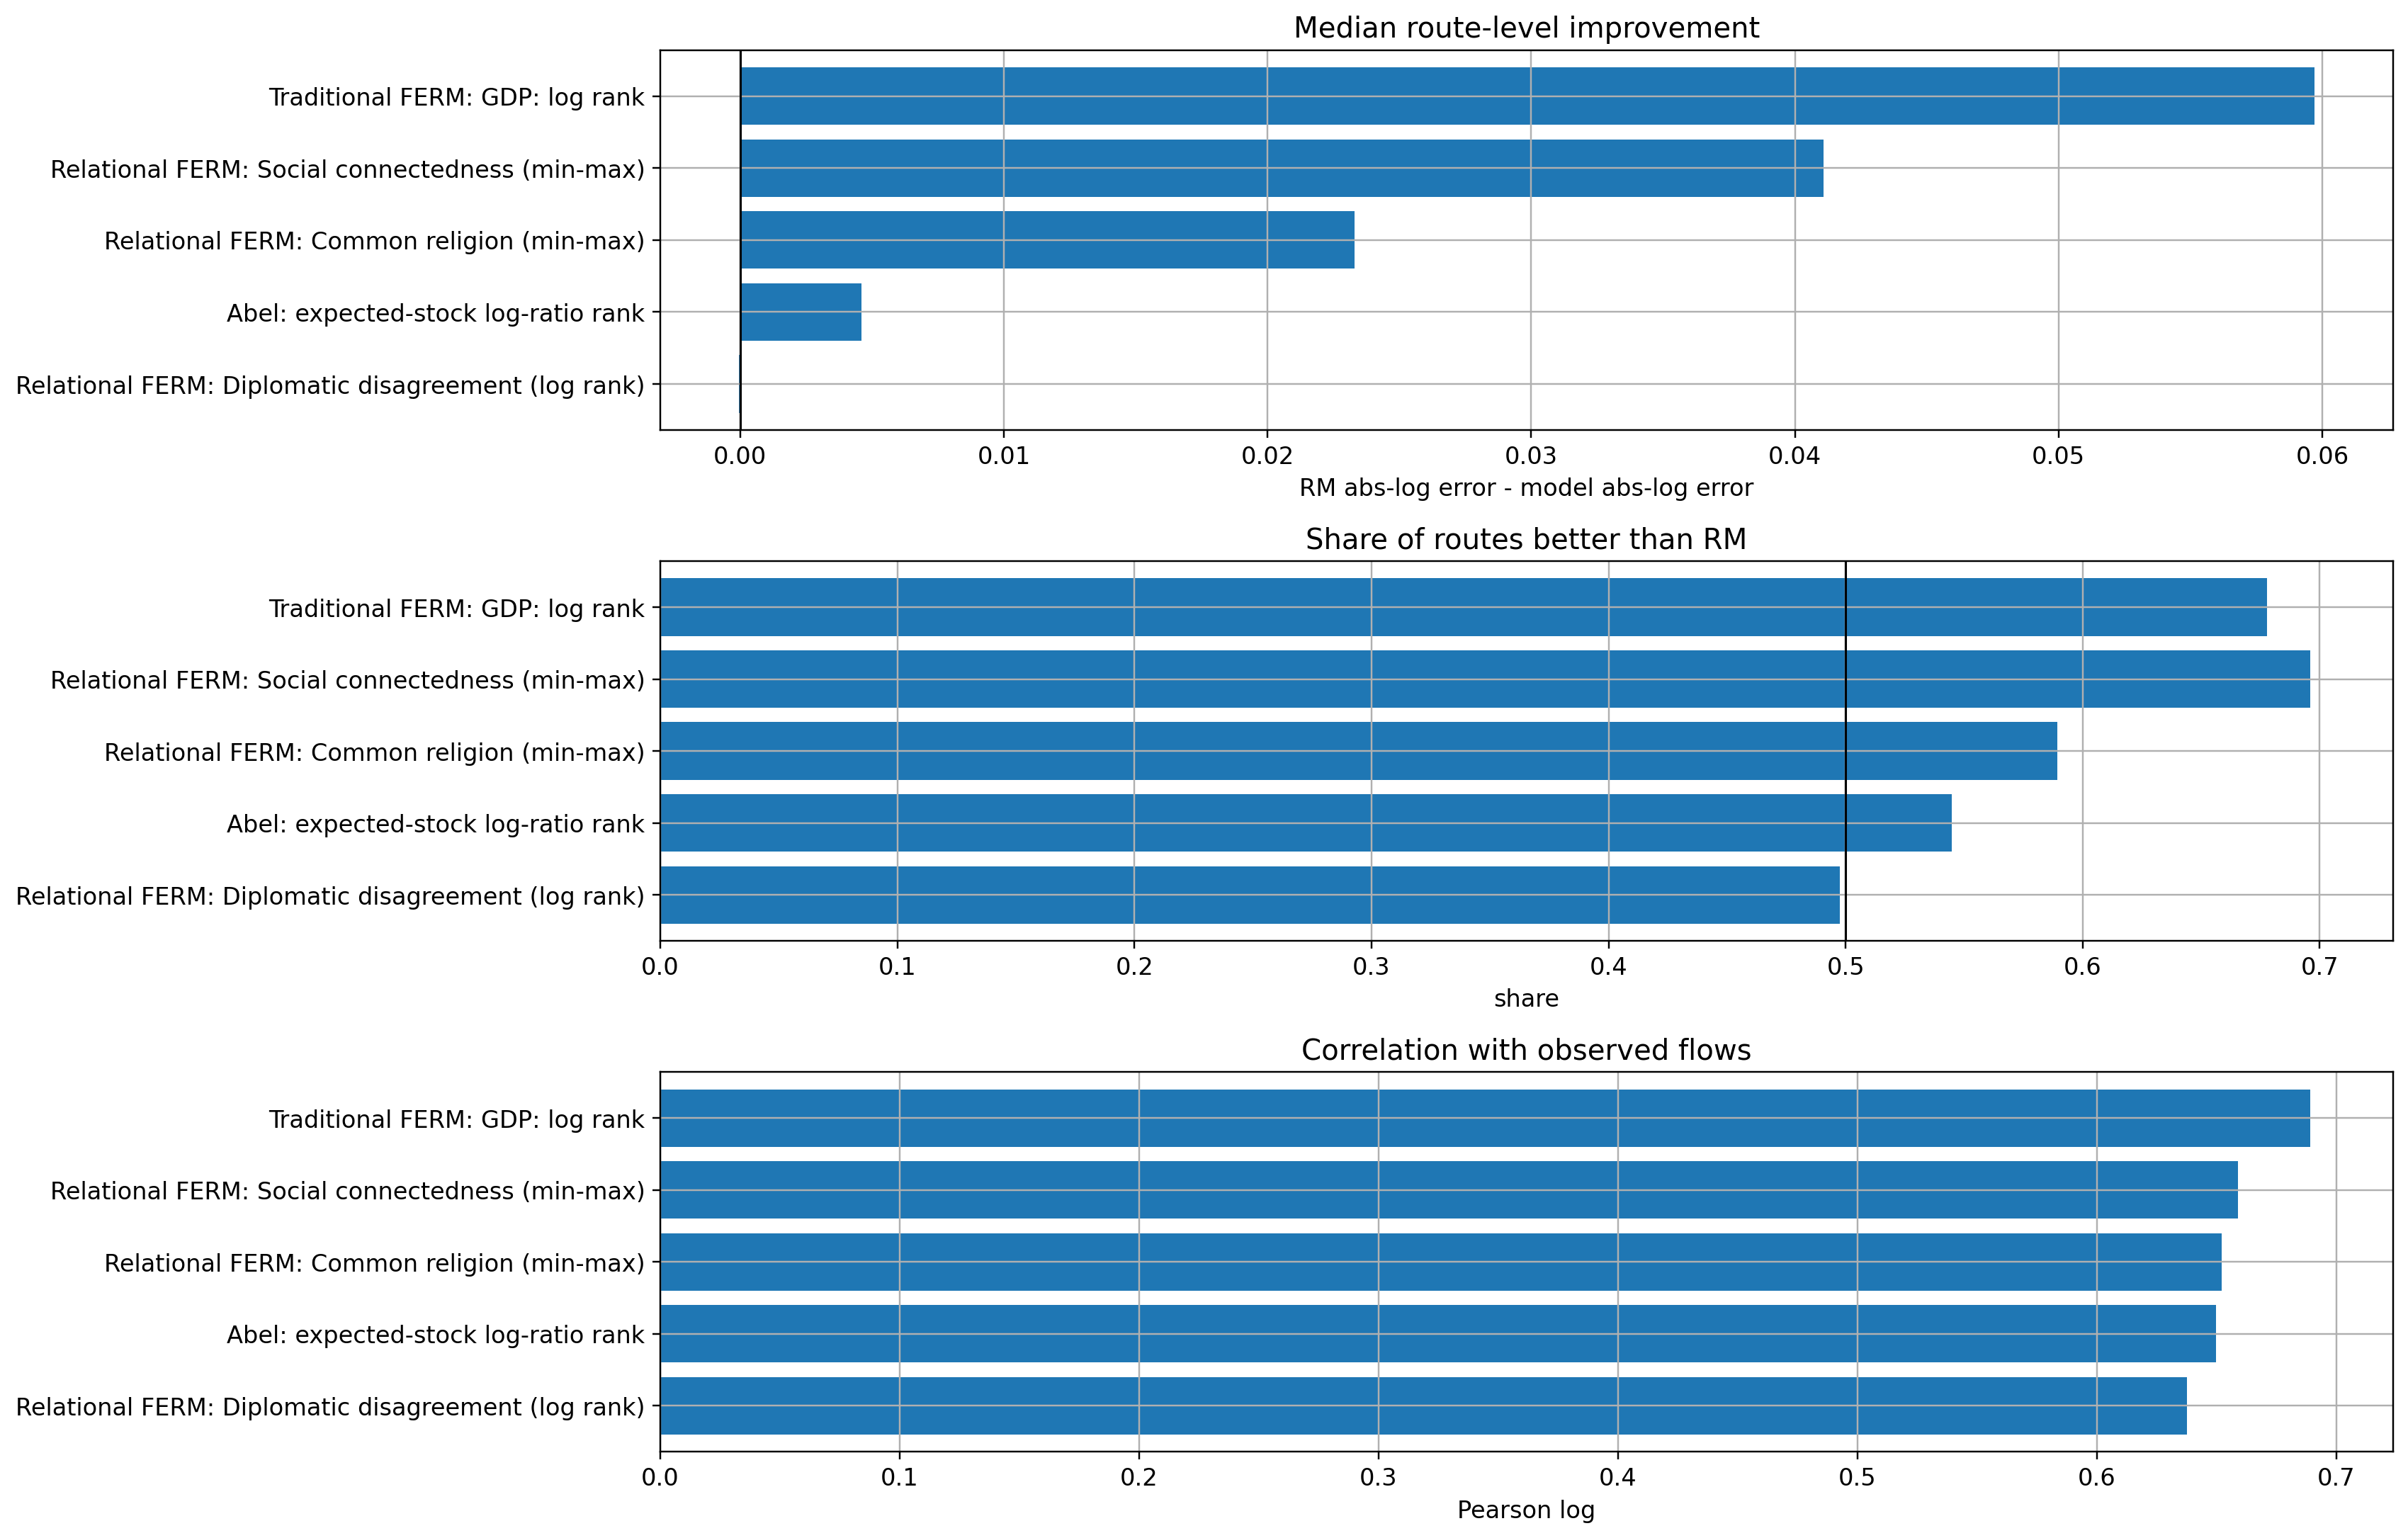 Median route-level improvement
Traditional FERM: GDP: log rank
Relational FERM: Social connectedness (min-max)
Relational FERM: Common religion (min-max)
Abel: expected-stock log-ratio rank
Relational FERM: Diplomatic disagreement (log rank)
0.00 0.01 0.02 0.03 0.04 0.05 0.06
RM abs-log error - model abs-log error
Share of routes better than RM
Traditional FERM: GDP: log rank
Relational FERM: Social connectedness (min-max)
Relational FERM: Common religion (min-max)
Abel: expected-stock log-ratio rank
Relational FERM: Diplomatic disagreement (log rank)
0.0 0.1 0.2 0.3 0.4 0.5 0.6 0.7
share
Correlation with observed flows
Traditional FERM: GDP: log rank
Relational FERM: Social connectedness (min-max)
Relational FERM: Common religion (min-max)
Abel: expected-stock log-ratio rank
Relational FERM: Diplomatic disagreement (log rank)
0.0 0.1 0.2 0.3 0.4 0.5 0.6 0.7
Pearson log